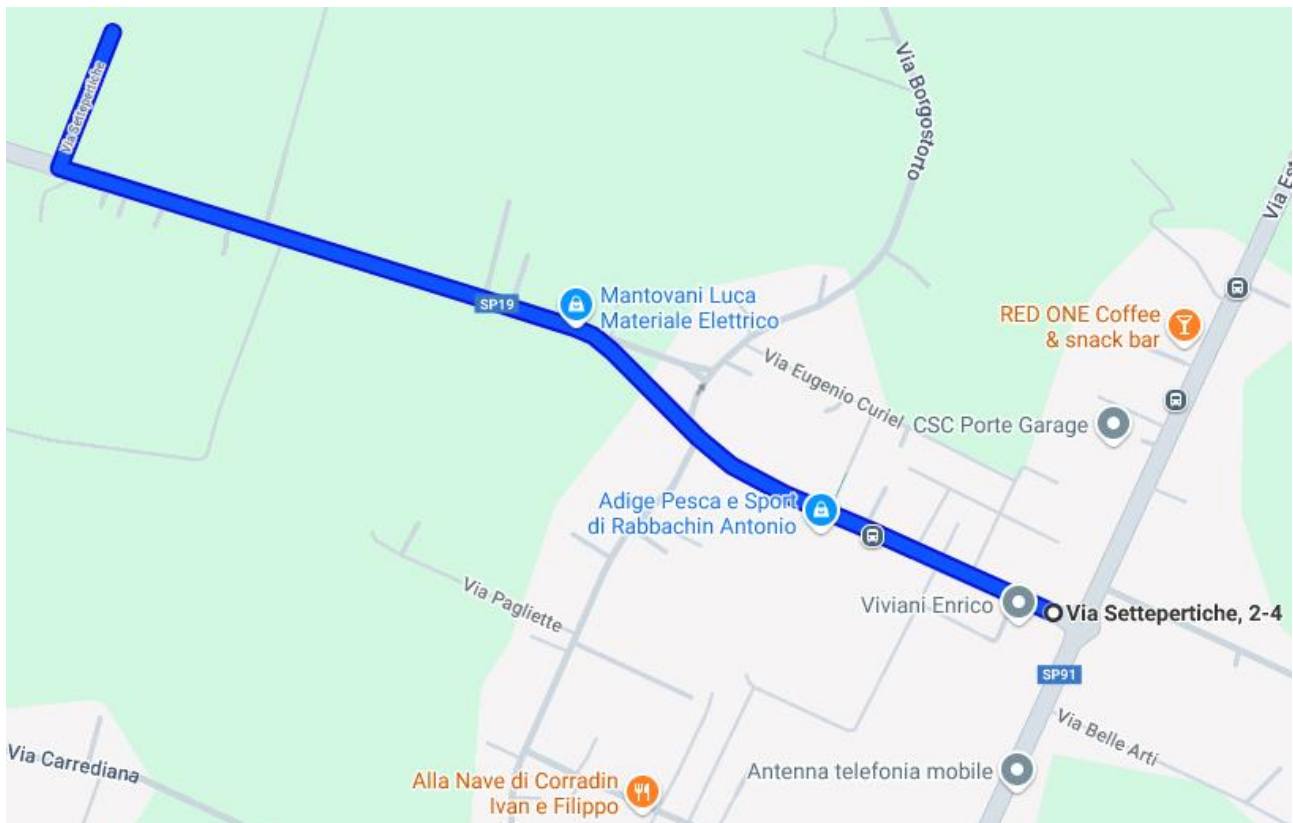 Via Settepertiche
Via Borgostorto
Via Est
SP19
Mantovani Luca
Materiale Elettrico
RED ONE Coffee
& snack bar
Via Eugenio Curiel
CSC Porte Garage
Adige Pesca e Sport
di Rabbachin Antonio
Via Pagliette
Viviani Enrico
Via Settepertiche, 2-4
SP91
Via Belle Arti
Via Carrediana
Alla Nave di Corradin
Ivan e Filippo
Antenna telefonia mobile